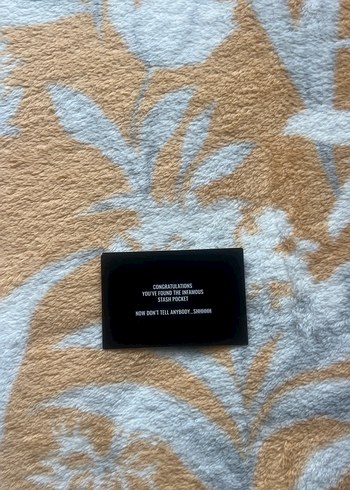 CONGRATULATIONS
YOU'VE FOUND THE INFAMOUS
STASH POCKET
NOW DON'T TELL ANYBODY...SHHHHH